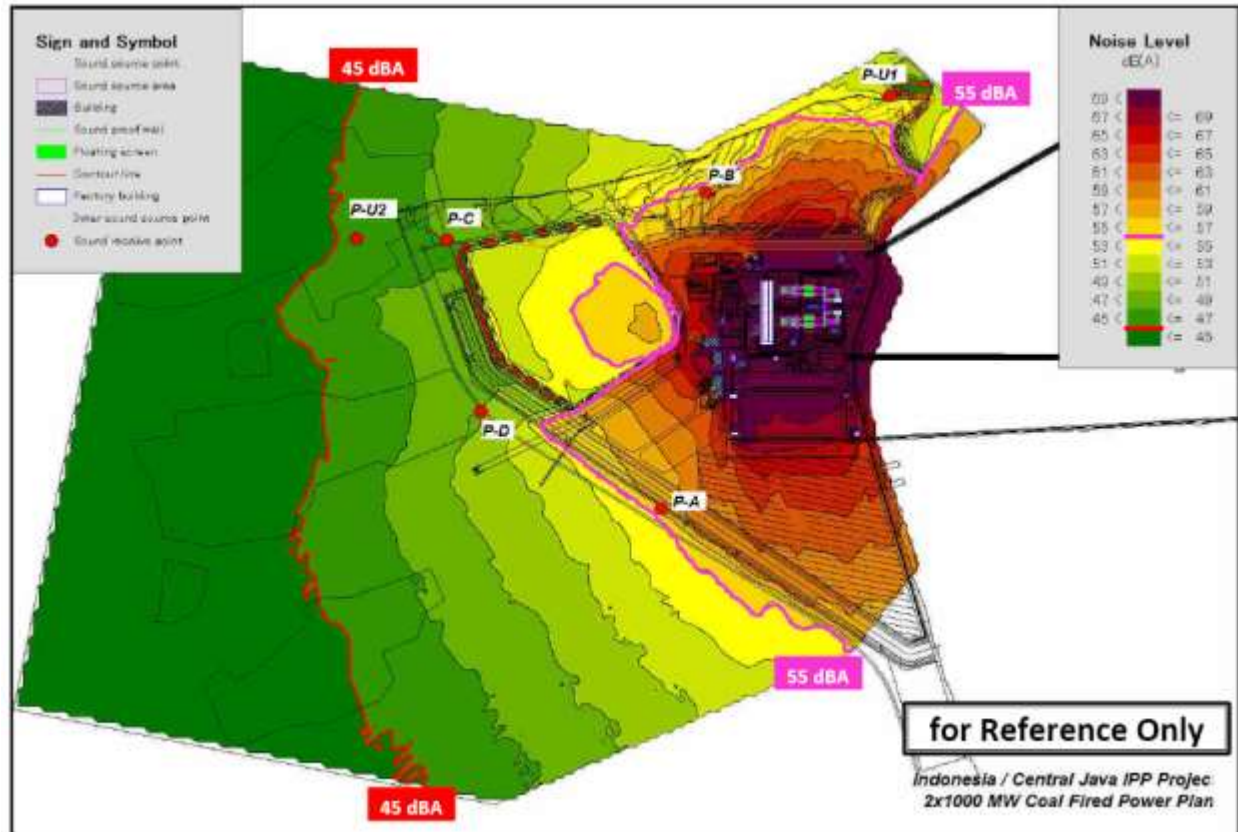 Sign and Symbol
Sound source point
Sound source area
Building
Sound proof wall
Floating screen
Contour line
Factory building
Inner sound source point
Sound receive point
45 dBA
P-U1
55 dBA
P-B
P-U2
P-C
P-D
P-A
55 dBA
45 dBA
Noise Level
dB(A)
69 <
67 < <= 69
65 < <= 67
63 < <= 65
61 < <= 63
59 < <= 61
57 < <= 59
55 < <= 57
53 < <= 55
51 < <= 53
49 < <= 51
47 < <= 49
45 < <= 47
<= 45
for Reference Only
Indonesia / Central Java IPP Projec
2x1000 MW Coal Fired Power Plan